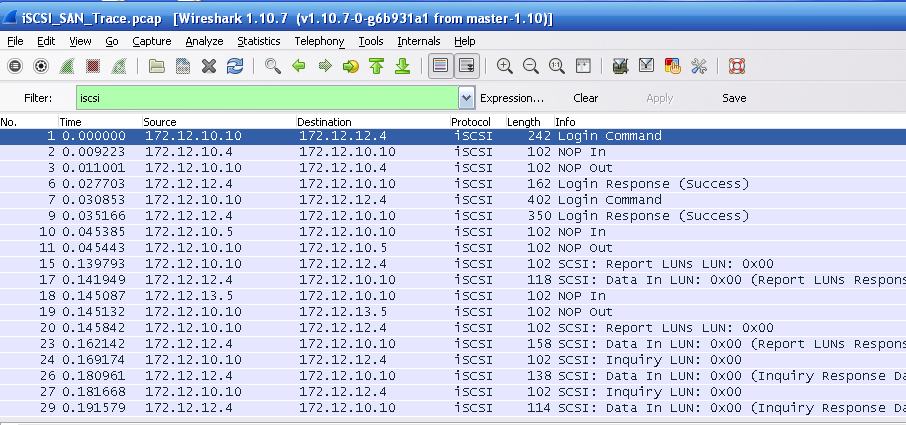 iSCSI_SAN_Trace.pcap [Wireshark 1.10.7 (v1.10.7-0-g6b931a1 from master-1.10)]
File Edit View Go Capture Analyze Statistics Telephony Tools Internals Help
Filter: iscsi Expression... Clear Apply Save
No. Time Source Destination Protocol Length Info
1 0.000000 172.12.10.10 172.12.12.4 iSCSI 242 Login Command
2 0.009223 172.12.10.4 172.12.10.10 iSCSI 102 NOP In
3 0.011001 172.12.10.10 172.12.10.4 iSCSI 102 NOP Out
6 0.027703 172.12.12.4 172.12.10.10 iSCSI 162 Login Response (Success)
7 0.030853 172.12.10.10 172.12.12.4 iSCSI 402 Login Command
9 0.035166 172.12.12.4 172.12.10.10 iSCSI 350 Login Response (Success)
10 0.045385 172.12.10.5 172.12.10.10 iSCSI 102 NOP In
11 0.045443 172.12.10.10 172.12.10.5 iSCSI 102 NOP Out
15 0.139793 172.12.10.10 172.12.12.4 iSCSI 102 SCSI: Report LUNs LUN: 0x00
17 0.141949 172.12.12.4 172.12.10.10 iSCSI 118 SCSI: Data In LUN: 0x00 (Report LUNs Respons
18 0.145087 172.12.13.5 172.12.10.10 iSCSI 102 NOP In
19 0.145132 172.12.10.10 172.12.13.5 iSCSI 102 NOP Out
20 0.145842 172.12.10.10 172.12.12.4 iSCSI 102 SCSI: Report LUNs LUN: 0x00
23 0.162142 172.12.12.4 172.12.10.10 iSCSI 158 SCSI: Data In LUN: 0x00 (Report LUNs Respons
24 0.169174 172.12.10.10 172.12.12.4 iSCSI 102 SCSI: Inquiry LUN: 0x00
26 0.180961 172.12.12.4 172.12.10.10 iSCSI 138 SCSI: Data In LUN: 0x00 (Inquiry Response Da
27 0.181668 172.12.10.10 172.12.12.4 iSCSI 102 SCSI: Inquiry LUN: 0x00
29 0.191579 172.12.12.4 172.12.10.10 iSCSI 114 SCSI: Data In LUN: 0x00 (Inquiry Response Da